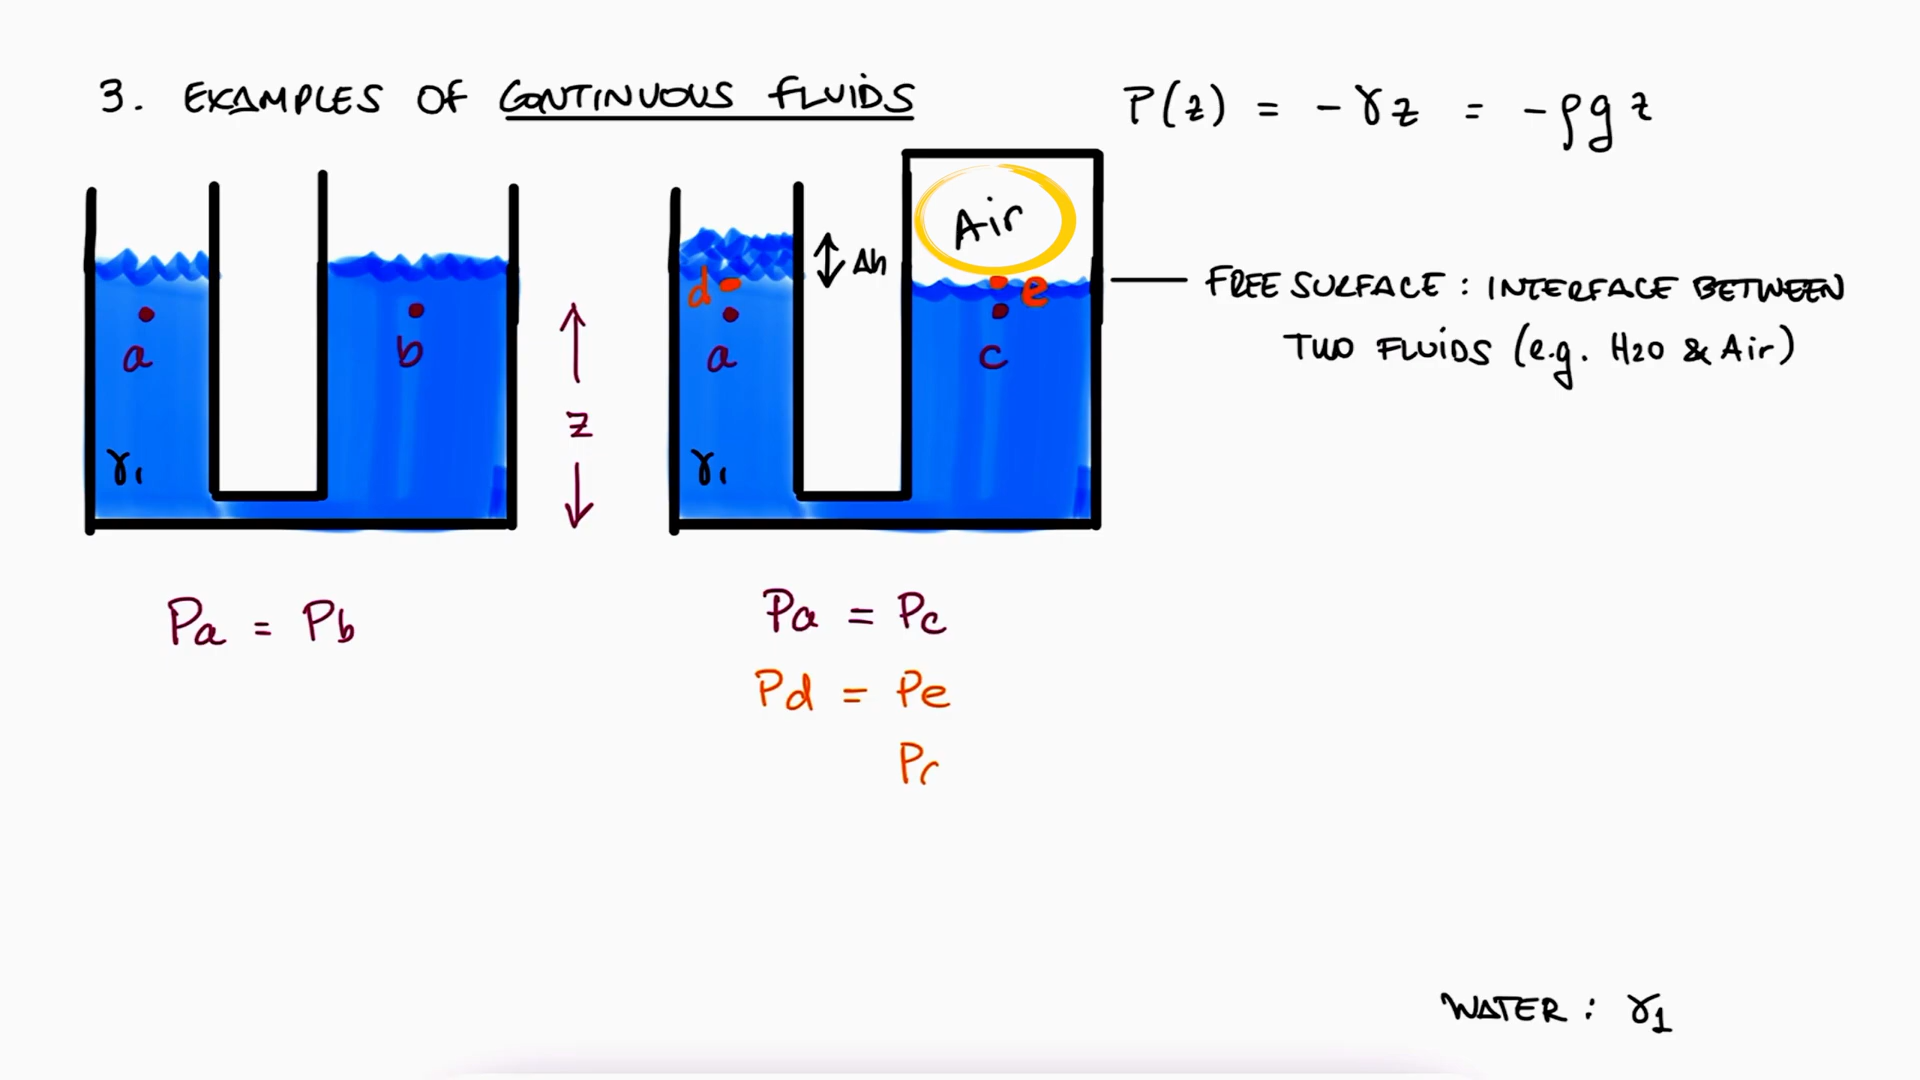 3. EXAMPLES OF CONTINUOUS FLUIDS
P(z) = -γz = -ρgz
a
b
γ1
z
d
a
γ1
Δh
Air
e
c
FREE SURFACE: INTERFACE BETWEEN
TWO FLUIDS (e.g. H2O & Air)
Pa = Pb
Pa = Pc
Pd = Pe
P
WATER: γ1